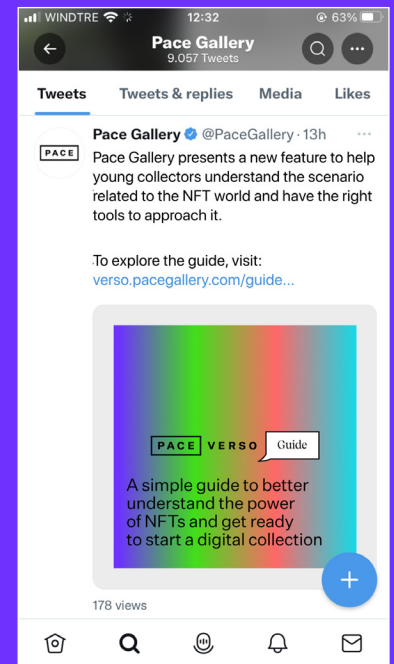 WINDTRE 12:32 63%
Pace Gallery
9.057 Tweets
Tweets Tweets & replies Media Likes
Pace Gallery @PaceGallery · 13h
PACE
Pace Gallery presents a new feature to help
young collectors understand the scenario
related to the NFT world and have the right
tools to approach it.
To explore the guide, visit:
verso.pacegallery.com/guide...
PACE VERSO Guide
A simple guide to better
understand the power
of NFTs and get ready
to start a digital collection
178 views